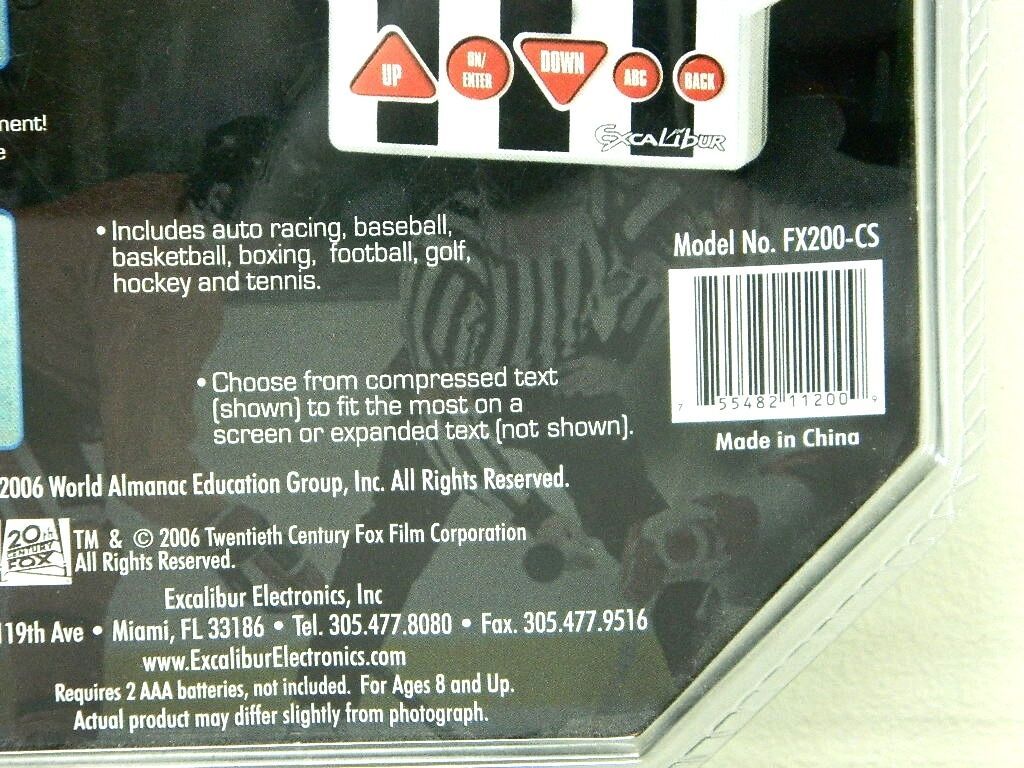 UP
ON/
ENTER
DOWN
ABC
BACK
EXCALIBUR
ment!
e
• Includes auto racing, baseball,
basketball, boxing, football, golf,
hockey and tennis.
Model No. FX200-CS
7 55482 11200 9
Made in China
• Choose from compressed text
(shown) to fit the most on a
screen or expanded text (not shown).
2006 World Almanac Education Group, Inc. All Rights Reserved.
20th
CENTURY
FOX
TM & © 2006 Twentieth Century Fox Film Corporation
All Rights Reserved.
Excalibur Electronics, Inc
119th Ave • Miami, FL 33186 • Tel. 305.477.8080 • Fax. 305.477.9516
www.ExcaliburElectronics.com
Requires 2 AAA batteries, not included. For Ages 8 and Up.
Actual product may differ slightly from photograph.